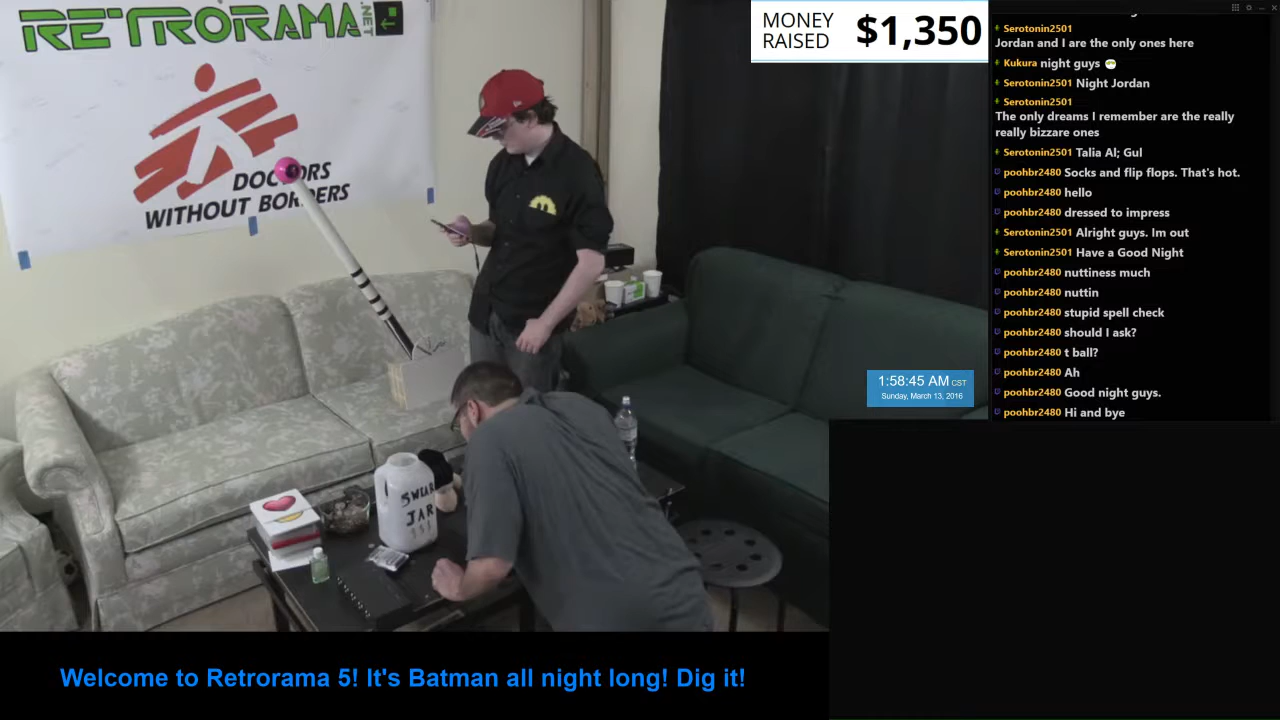 RETRORAMA
.NET
DOCTORS
WITHOUT BORDERS
MONEY
RAISED
$1,350
SWEAR
JAR
$$$
1:58:45 AM CST
Sunday, March 13, 2016
Serotonin2501
Jordan and I are the only ones here
Kukura night guys
Serotonin2501 Night Jordan
Serotonin2501
The only dreams I remember are the really
really bizzare ones
Serotonin2501 Talia Al; Gul
poohbr2480 Socks and flip flops. That's hot.
poohbr2480 hello
poohbr2480 dressed to impress
Serotonin2501 Alright guys. Im out
Serotonin2501 Have a Good Night
poohbr2480 nuttiness much
poohbr2480 nuttin
poohbr2480 stupid spell check
poohbr2480 should I ask?
poohbr2480 t ball?
poohbr2480 Ah
poohbr2480 Good night guys.
poohbr2480 Hi and bye
Welcome to Retrorama 5! It's Batman all night long! Dig it!